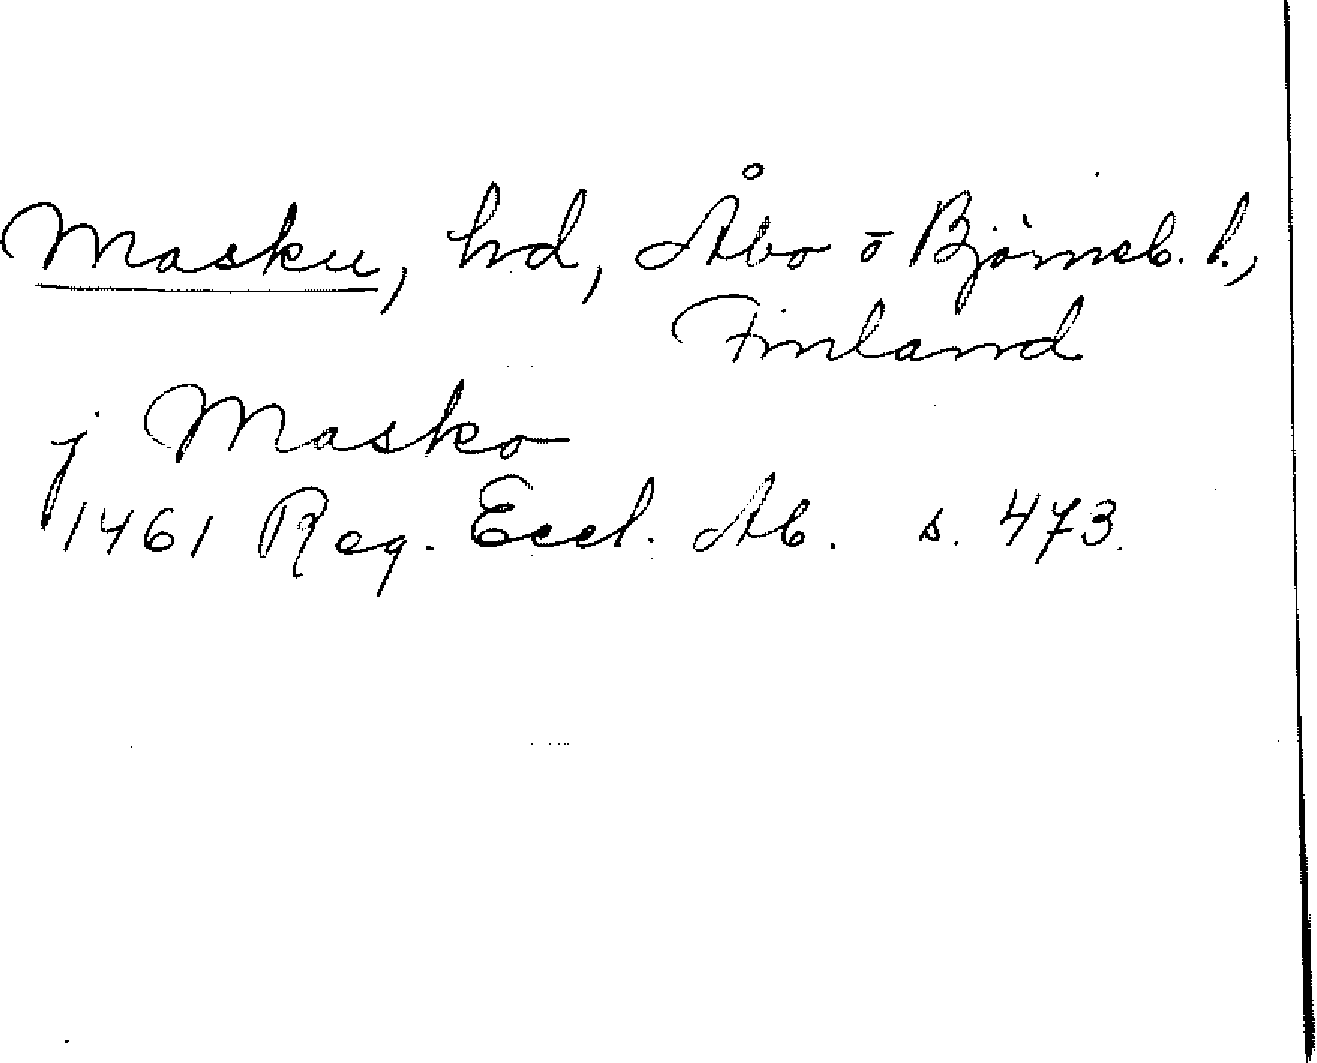 Masku, hd, Åbo o Björneb. l.,
Finland
j Masko
1461 Reg. Eccl. Ab. s. 473.